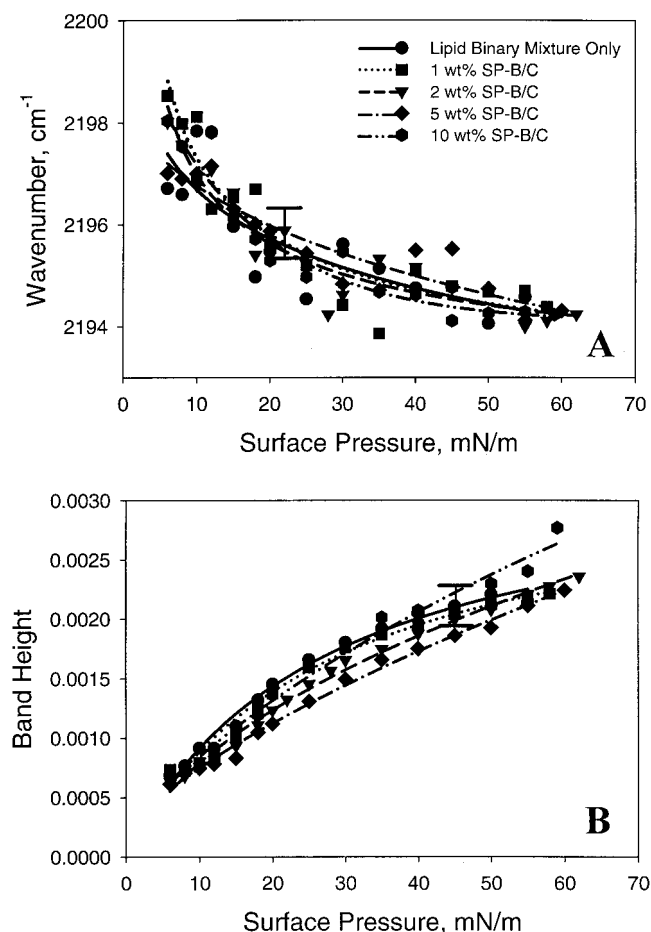 2200
2198
2196
2194
Wavenumber, cm-1
Lipid Binary Mixture Only
1 wt% SP-B/C
2 wt% SP-B/C
5 wt% SP-B/C
10 wt% SP-B/C
A
0 10 20 30 40 50 60 70
Surface Pressure, mN/m
0.0030
0.0025
0.0020
0.0015
0.0010
0.0005
0.0000
Band Height
B
0 10 20 30 40 50 60 70
Surface Pressure, mN/m